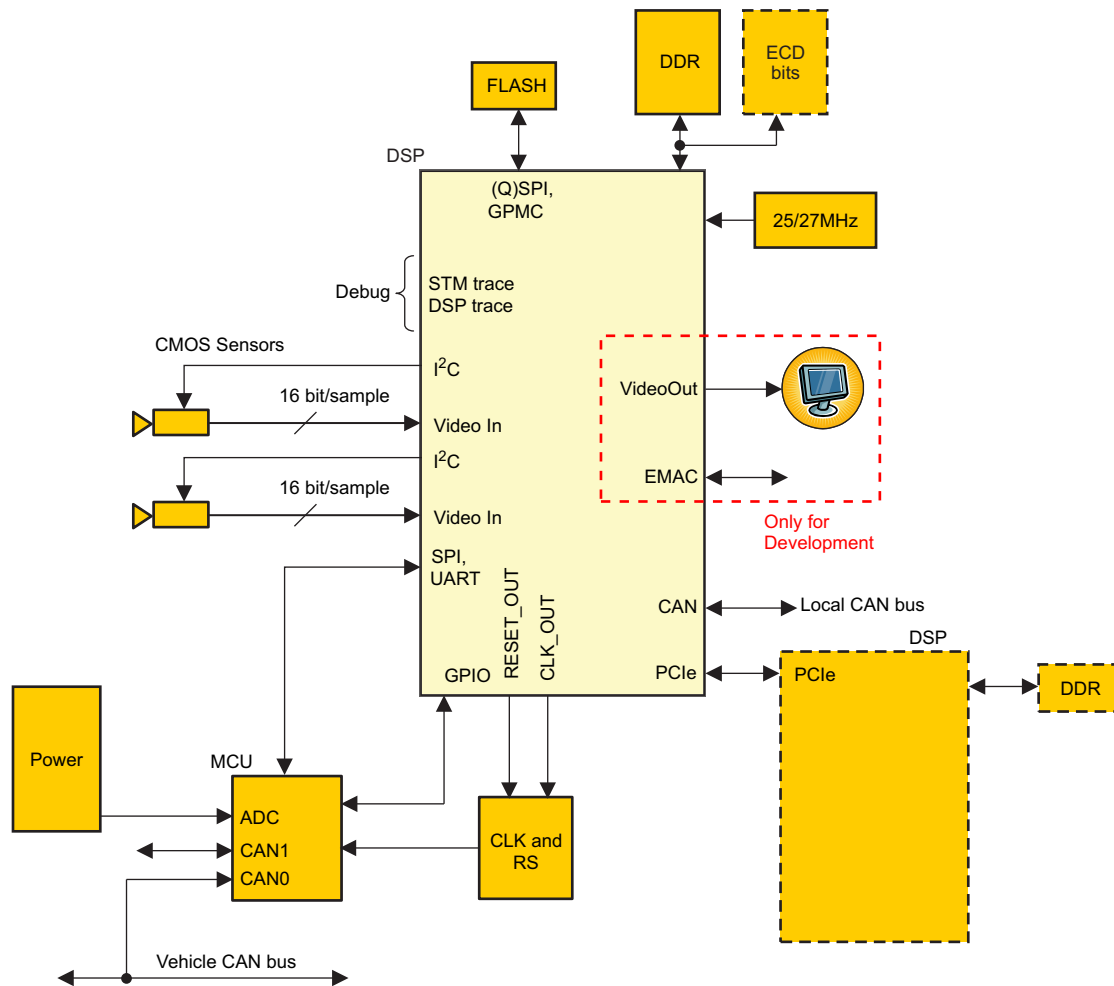 DDR
ECD
bits
FLASH
DSP
(Q)SPI,
GPMC
25/27MHz
Debug
STM trace
DSP trace
CMOS Sensors
I²C
16 bit/sample
Video In
VideoOut
I²C
16 bit/sample
Video In
EMAC
Only for
Development
SPI,
UART
RESET_OUT
CLK_OUT
CAN
Local CAN bus
GPIO
PCIe
DSP
PCIe
DDR
Power
MCU
ADC
CAN1
CAN0
CLK and
RS
Vehicle CAN bus